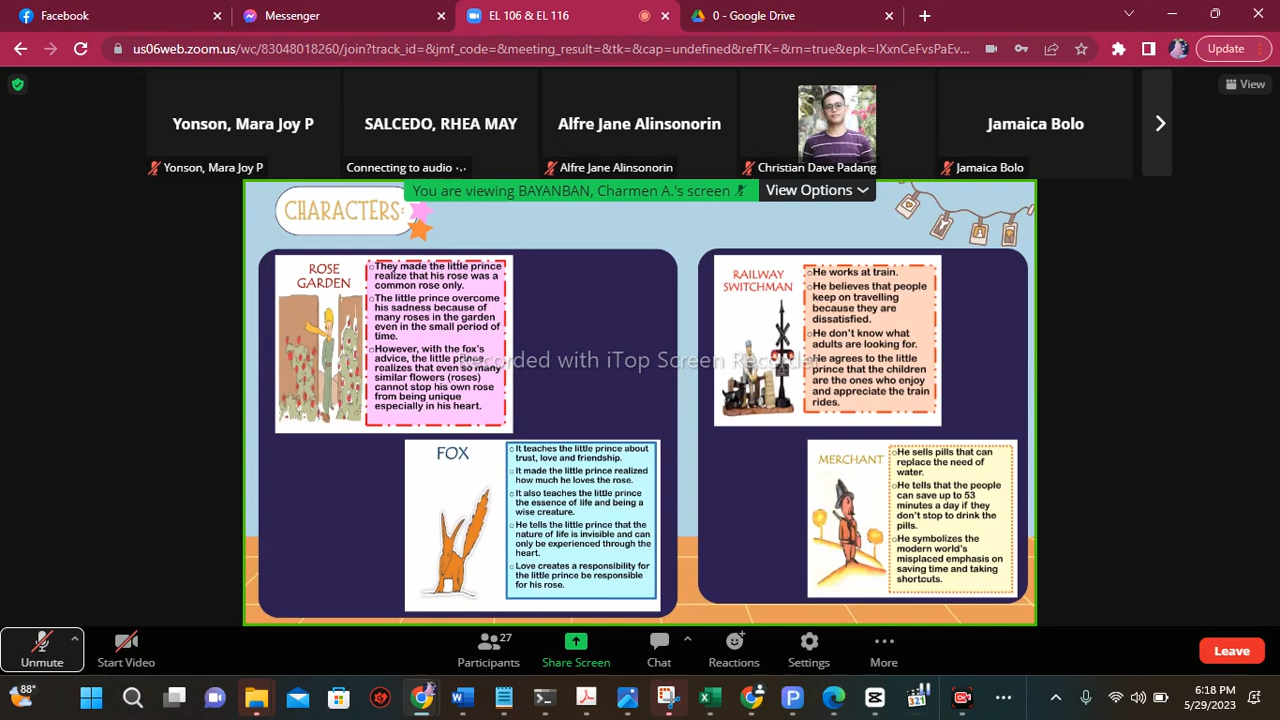 Facebook
Messenger
EL 106 & EL 116
0 - Google Drive
us06web.zoom.us/wc/83048018260/join?track_id=&jmf_code=&meeting_result=&tk=&cap=undefined&refTK=&rn=true&epk=IXxnCeFvsPaEv...
Update
View
Yonson, Mara Joy P
SALCEDO, RHEA MAY
Alfre Jane Alinsonorin
Jamaica Bolo
Yonson, Mara Joy P
Connecting to audio ...
Alfre Jane Alinsonorin
Christian Dave Padang
Jamaica Bolo
You are viewing BAYANBAN, Charmen A.'s screen
View Options
CHARACTERS:
ROSE
GARDEN
They made the little prince
realize that his rose was a
common rose only.
The little prince overcome
his sadness because of
many roses in the garden
even in the small period of
time.
However, with the fox's
advice, the little prince
realizes that even so many
similar flowers (roses)
cannot stop his own rose
from being unique
especially in his heart.
FOX
It teaches the little prince about
trust, love and friendship.
It made the little prince realized
how much he loves the rose.
It also teaches the little prince
the essence of life and being a
wise creature.
He tells the little prince that the
nature of life is invisible and can
only be experienced through the
heart.
Love creates a responsibility for
the little prince be responsible
for his rose.
RAILWAY
SWITCHMAN
He works at train.
He believes that people
keep on travelling
because they are
dissatisfied.
He don't know what
adults are looking for.
He agrees to the little
prince that the children
are the ones who enjoy
and appreciate the train
rides.
MERCHANT
He sells pills that can
replace the need of
water.
He tells that the people
can save up to 53
minutes a day if they
don't stop to drink the
pills.
He symbolizes the
modern world's
misplaced emphasis on
saving time and taking
shortcuts.
Recorded with iTop Screen Recorder
Unmute
Start Video
27
Participants
Share Screen
Chat
Reactions
Settings
More
Leave
88°
321
6:18 PM
5/29/2023